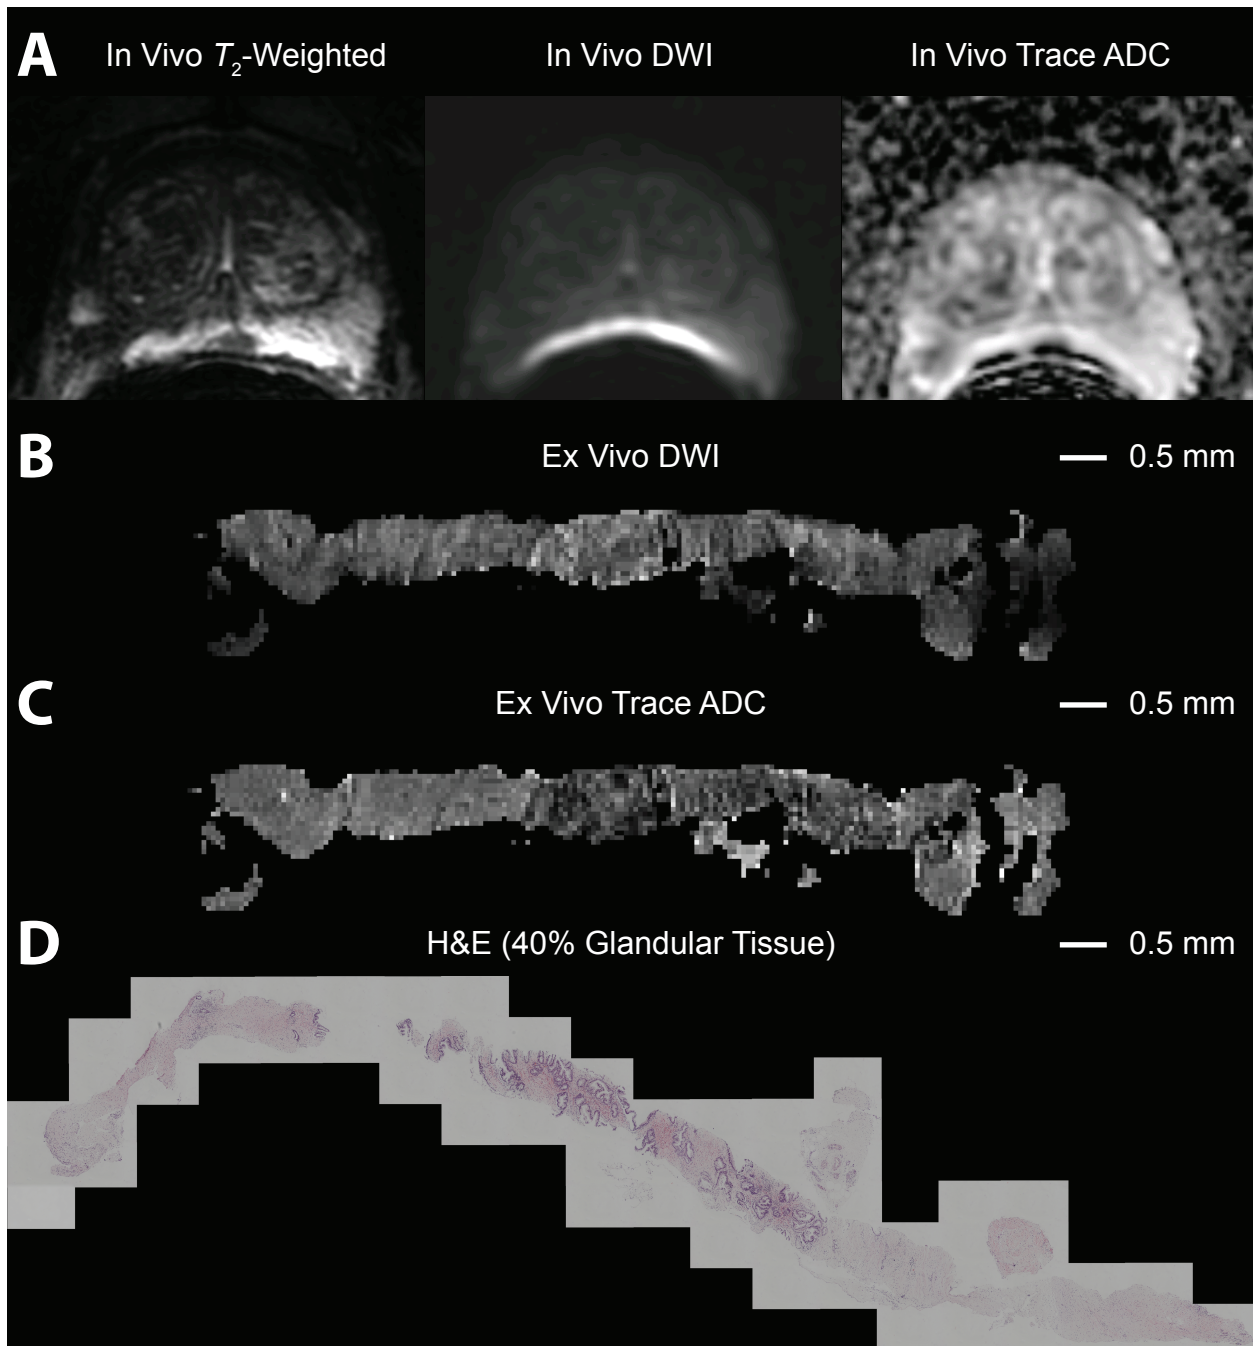 A In Vivo T2-Weighted In Vivo DWI In Vivo Trace ADC
B Ex Vivo DWI 0.5 mm
C Ex Vivo Trace ADC 0.5 mm
D H&E (40% Glandular Tissue) 0.5 mm